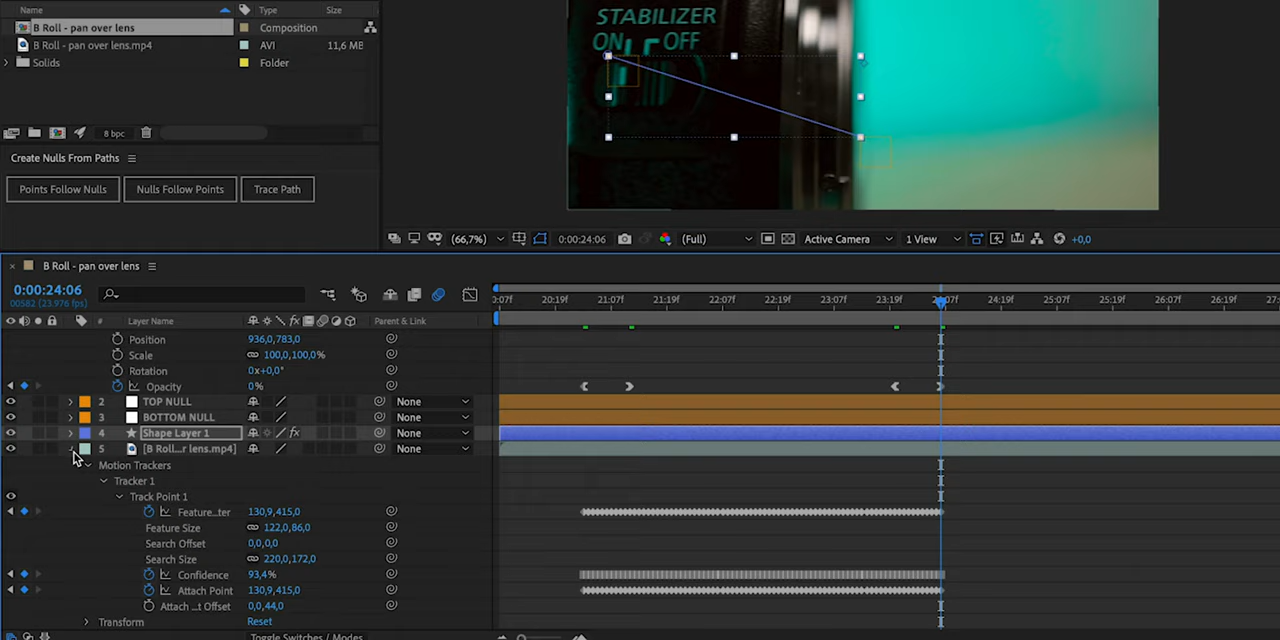 Name Type Size
B Roll - pan over lens Composition
B Roll - pan over lens.mp4 AVI 11,6 MB
Solids Folder
8 bpc
Create Nulls From Paths
Points Follow Nulls Nulls Follow Points Trace Path
STABILIZER
ON OFF
(66,7%) 0:00:24:06 (Full) Active Camera 1 View +0,0
B Roll - pan over lens
0:00:24:06
00582 (23.976 fps)
0:07f 20:19f 21:07f 21:19f 22:07f 22:19f 23:07f 23:19f 24:07f 24:19f 25:07f 25:19f 26:07f 26:19f 27:0
# Layer Name fx Parent & Link
Position 936,0,783,0
Scale 100,0,100,0%
Rotation 0x+0,0°
Opacity 0%
2 TOP NULL None
3 BOTTOM NULL None
4 Shape Layer 1 fx None
5 [B Roll...r lens.mp4] None
Motion Trackers
Tracker 1
Track Point 1
Feature...ter 130,9,415,0
Feature Size 122,0,86,0
Search Offset 0,0,0,0
Search Size 220,0,172,0
Confidence 93,4%
Attach Point 130,9,415,0
Attach ...t Offset 0,0,44,0
Transform Reset
Toggle Switches / Modes